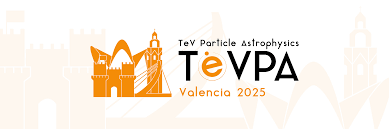 TeV Particle Astrophysics
TeVPA
Valencia 2025